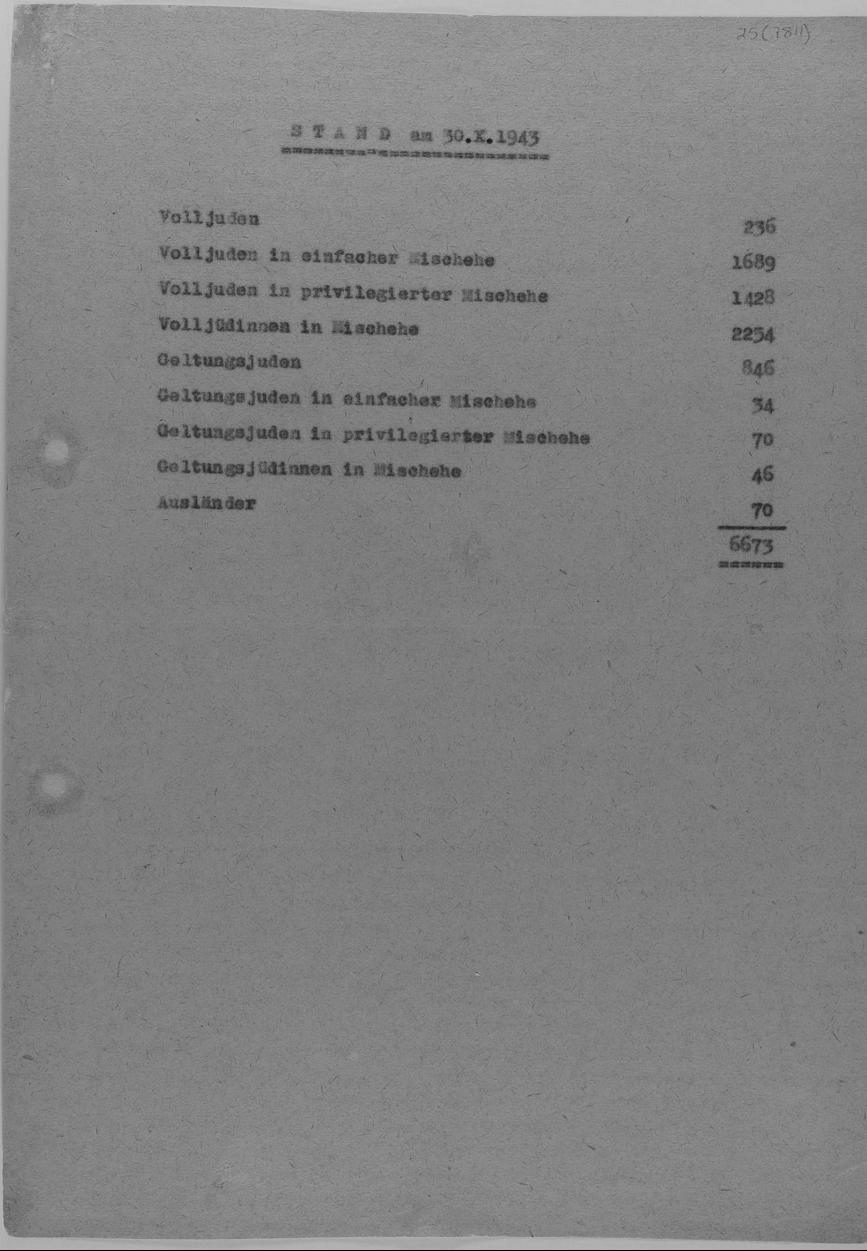 25(7811)
S T A N D am 30.X.1943
Volljuden 236
Volljuden in einfacher Mischehe 1689
Volljuden in privilegierter Mischehe 1428
Volljüdinnen in Mischehe 2254
Geltungsjuden 846
Geltungsjuden in einfacher Mischehe 34
Geltungsjuden in privilegierter Mischehe 70
Geltungsjüdinnen in Mischehe 46
Ausländer 70
6673